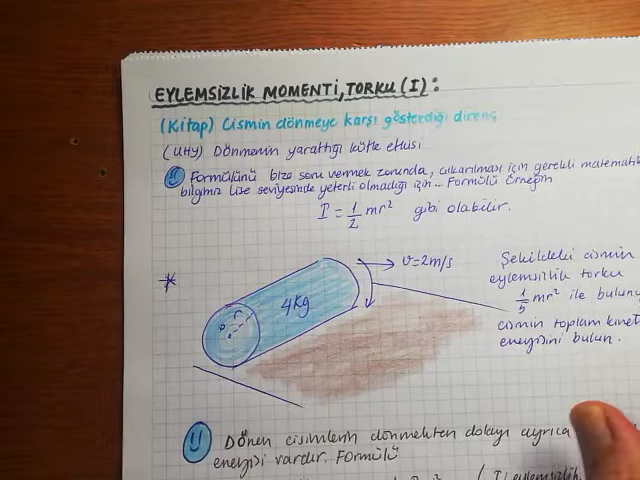 EYLEMSİZLİK MOMENTİ, TORKU (I):
(Kitap) Cismin dönmeye karşı gösterdiği direnç
(UHY) Dönmenin yarattığı kütle etkisi
Formülünü bize soru vermek zorunda, çıkarılması için gerekli matematik
bilgimiz lise seviyesinde yeterli olmadığı için... Formülü örneğin
I = 1/2 mr² gibi olabilir.
r
4kg
v=2m/s
Şekildeki cismin
eylemsizlik torku
1/5 mr² ile bulunu
cismin toplam kinet
enerjisini bulun.
Dönen cisimlerin dönmekten dolayı ayrıca
enerjisi vardır. Formülü